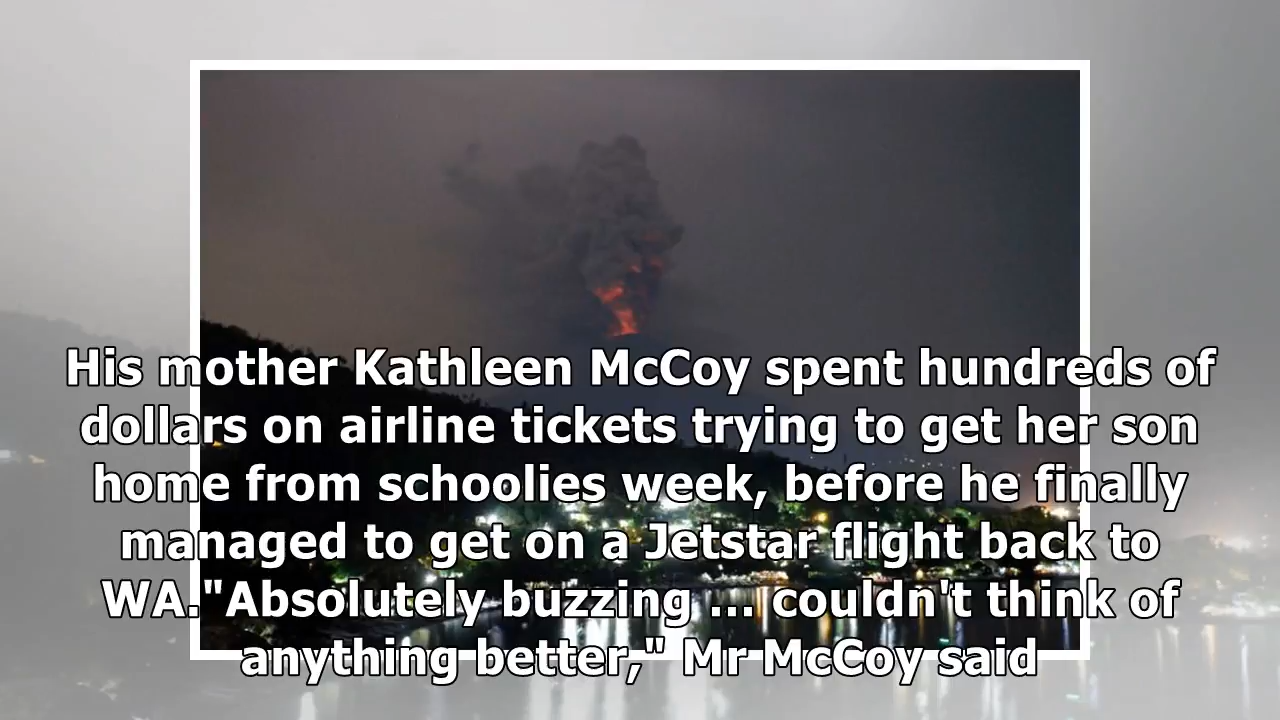 His mother Kathleen McCoy spent hundreds of
dollars on airline tickets trying to get her son
home from schoolies week, before he finally
managed to get on a Jetstar flight back to
WA."Absolutely buzzing ... couldn't think of
anything better," Mr McCoy said